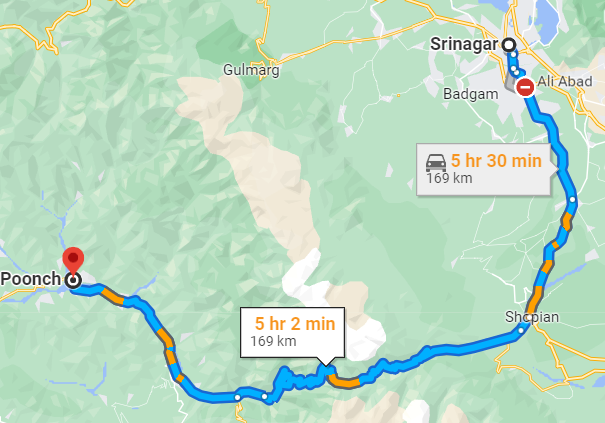 Srinagar
Gulmarg
Ali Abad
Badgam
5 hr 30 min
169 km
Poonch
Shopian
5 hr 2 min
169 km